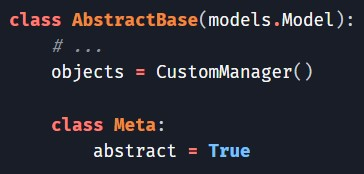 class AbstractBase(models.Model):
    # ...
    objects = CustomManager()

    class Meta:
        abstract = True